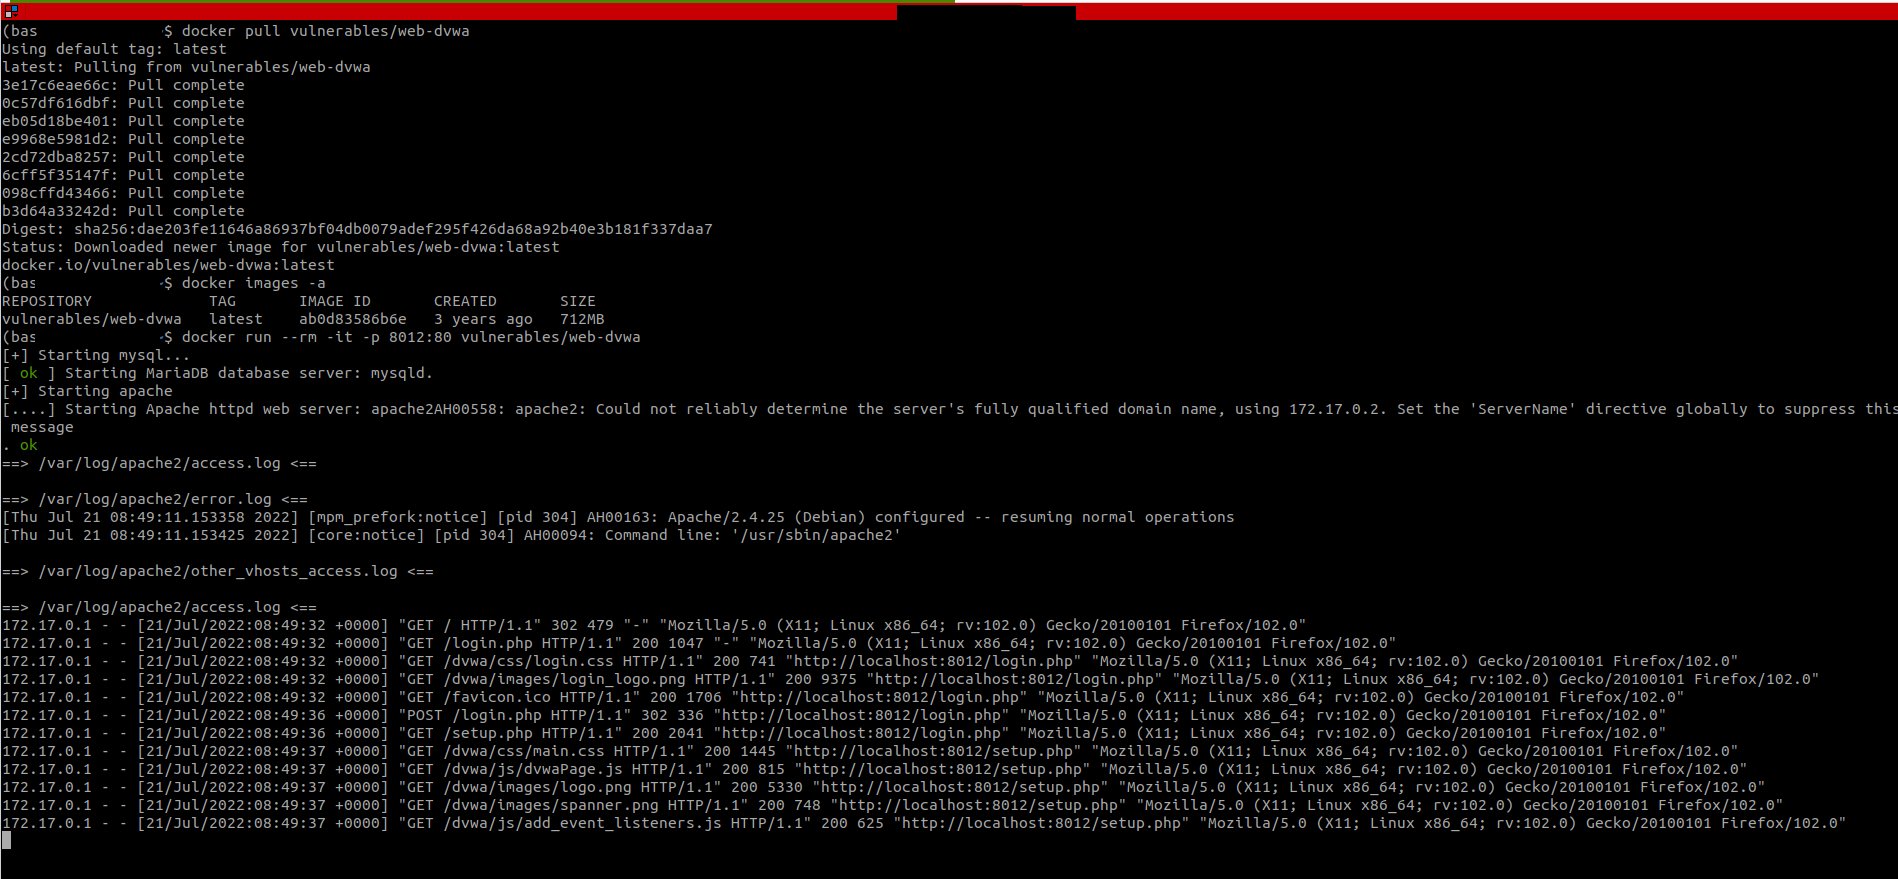 (bas $ docker pull vulnerables/web-dvwa
Using default tag: latest
latest: Pulling from vulnerables/web-dvwa
3e17c6eae66c: Pull complete
0c57df616dbf: Pull complete
eb05d18be401: Pull complete
e9968e5981d2: Pull complete
2cd72dba8257: Pull complete
6cff5f35147f: Pull complete
098cffd43466: Pull complete
b3d64a33242d: Pull complete
Digest: sha256:dae203fe11646a86937bf04db0079adef295f426da68a92b40e3b181f337daa7
Status: Downloaded newer image for vulnerables/web-dvwa:latest
docker.io/vulnerables/web-dvwa:latest
(bas $ docker images -a
REPOSITORY TAG IMAGE ID CREATED SIZE
vulnerables/web-dvwa latest ab0d83586b6e 3 years ago 712MB
(bas $ docker run --rm -it -p 8012:80 vulnerables/web-dvwa
[+] Starting mysql...
[ ok ] Starting MariaDB database server: mysqld.
[+] Starting apache
[....] Starting Apache httpd web server: apache2AH00558: apache2: Could not reliably determine the server's fully qualified domain name, using 172.17.0.2. Set the 'ServerName' directive globally to suppress this
message
. ok
==> /var/log/apache2/access.log <==
==> /var/log/apache2/error.log <==
[Thu Jul 21 08:49:11.153358 2022] [mpm_prefork:notice] [pid 304] AH00163: Apache/2.4.25 (Debian) configured -- resuming normal operations
[Thu Jul 21 08:49:11.153425 2022] [core:notice] [pid 304] AH00094: Command line: '/usr/sbin/apache2'
==> /var/log/apache2/other_vhosts_access.log <==
==> /var/log/apache2/access.log <==
172.17.0.1 - - [21/Jul/2022:08:49:32 +0000] "GET / HTTP/1.1" 302 479 "-" "Mozilla/5.0 (X11; Linux x86_64; rv:102.0) Gecko/20100101 Firefox/102.0"
172.17.0.1 - - [21/Jul/2022:08:49:32 +0000] "GET /login.php HTTP/1.1" 200 1047 "-" "Mozilla/5.0 (X11; Linux x86_64; rv:102.0) Gecko/20100101 Firefox/102.0"
172.17.0.1 - - [21/Jul/2022:08:49:32 +0000] "GET /dvwa/css/login.css HTTP/1.1" 200 741 "http://localhost:8012/login.php" "Mozilla/5.0 (X11; Linux x86_64; rv:102.0) Gecko/20100101 Firefox/102.0"
172.17.0.1 - - [21/Jul/2022:08:49:32 +0000] "GET /dvwa/images/login_logo.png HTTP/1.1" 200 9375 "http://localhost:8012/login.php" "Mozilla/5.0 (X11; Linux x86_64; rv:102.0) Gecko/20100101 Firefox/102.0"
172.17.0.1 - - [21/Jul/2022:08:49:32 +0000] "GET /favicon.ico HTTP/1.1" 200 1706 "http://localhost:8012/login.php" "Mozilla/5.0 (X11; Linux x86_64; rv:102.0) Gecko/20100101 Firefox/102.0"
172.17.0.1 - - [21/Jul/2022:08:49:36 +0000] "POST /login.php HTTP/1.1" 302 336 "http://localhost:8012/login.php" "Mozilla/5.0 (X11; Linux x86_64; rv:102.0) Gecko/20100101 Firefox/102.0"
172.17.0.1 - - [21/Jul/2022:08:49:36 +0000] "GET /setup.php HTTP/1.1" 200 2041 "http://localhost:8012/login.php" "Mozilla/5.0 (X11; Linux x86_64; rv:102.0) Gecko/20100101 Firefox/102.0"
172.17.0.1 - - [21/Jul/2022:08:49:37 +0000] "GET /dvwa/css/main.css HTTP/1.1" 200 1445 "http://localhost:8012/setup.php" "Mozilla/5.0 (X11; Linux x86_64; rv:102.0) Gecko/20100101 Firefox/102.0"
172.17.0.1 - - [21/Jul/2022:08:49:37 +0000] "GET /dvwa/js/dvwaPage.js HTTP/1.1" 200 815 "http://localhost:8012/setup.php" "Mozilla/5.0 (X11; Linux x86_64; rv:102.0) Gecko/20100101 Firefox/102.0"
172.17.0.1 - - [21/Jul/2022:08:49:37 +0000] "GET /dvwa/images/logo.png HTTP/1.1" 200 5330 "http://localhost:8012/setup.php" "Mozilla/5.0 (X11; Linux x86_64; rv:102.0) Gecko/20100101 Firefox/102.0"
172.17.0.1 - - [21/Jul/2022:08:49:37 +0000] "GET /dvwa/images/spanner.png HTTP/1.1" 200 748 "http://localhost:8012/setup.php" "Mozilla/5.0 (X11; Linux x86_64; rv:102.0) Gecko/20100101 Firefox/102.0"
172.17.0.1 - - [21/Jul/2022:08:49:37 +0000] "GET /dvwa/js/add_event_listeners.js HTTP/1.1" 200 625 "http://localhost:8012/setup.php" "Mozilla/5.0 (X11; Linux x86_64; rv:102.0) Gecko/20100101 Firefox/102.0"